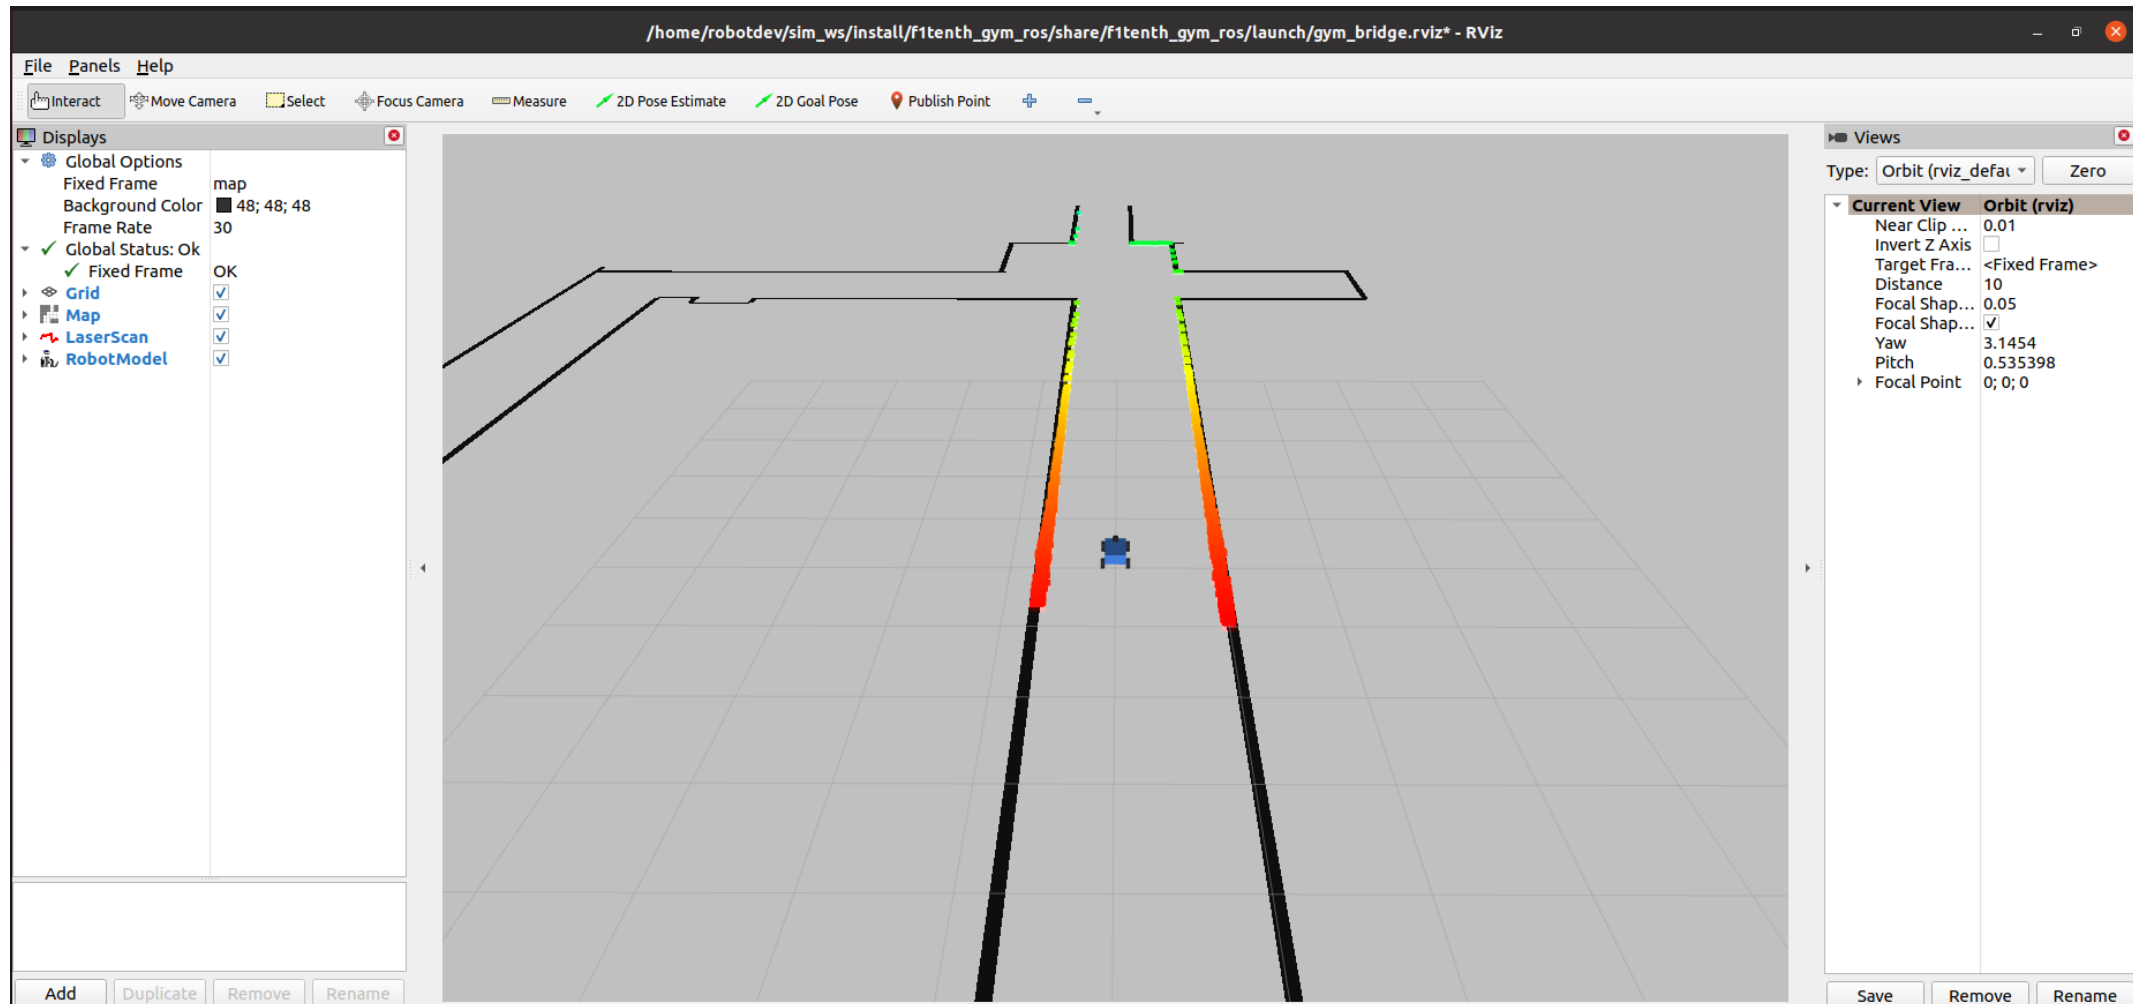 /home/robotdev/sim_ws/install/f1tenth_gym_ros/share/f1tenth_gym_ros/launch/gym_bridge.rviz* - RViz
File Panels Help
Interact Move Camera Select Focus Camera Measure 2D Pose Estimate 2D Goal Pose Publish Point
Displays
Global Options
Fixed Frame map
Background Color 48; 48; 48
Frame Rate 30
Global Status: Ok
Fixed Frame OK
Grid
Map
LaserScan
RobotModel
Add Duplicate Remove Rename
Views
Type: Orbit (rviz_defau Zero
Current View Orbit (rviz)
Near Clip ... 0.01
Invert Z Axis
Target Fra... <Fixed Frame>
Distance 10
Focal Shap... 0.05
Focal Shap...
Yaw 3.1454
Pitch 0.535398
Focal Point 0; 0; 0
Save Remove Rename